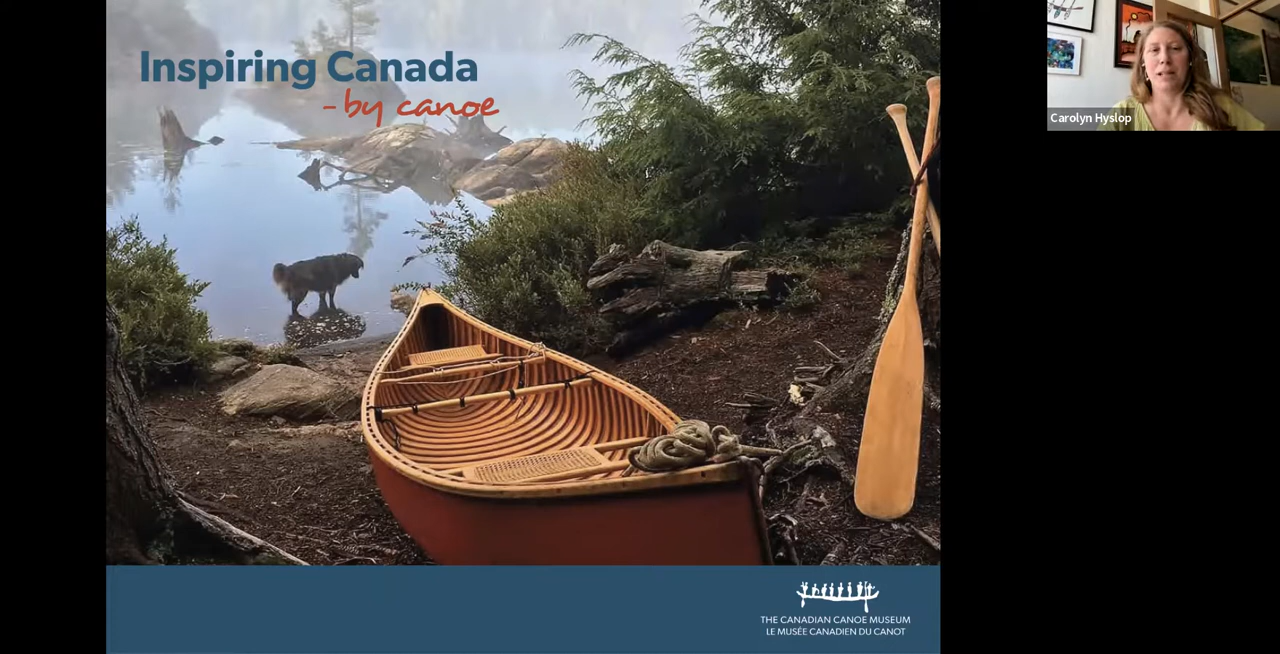 Inspiring Canada
- by canoe
Carolyn Hyslop
THE CANADIAN CANOE MUSEUM
LE MUSÉE CANADIEN DU CANOT